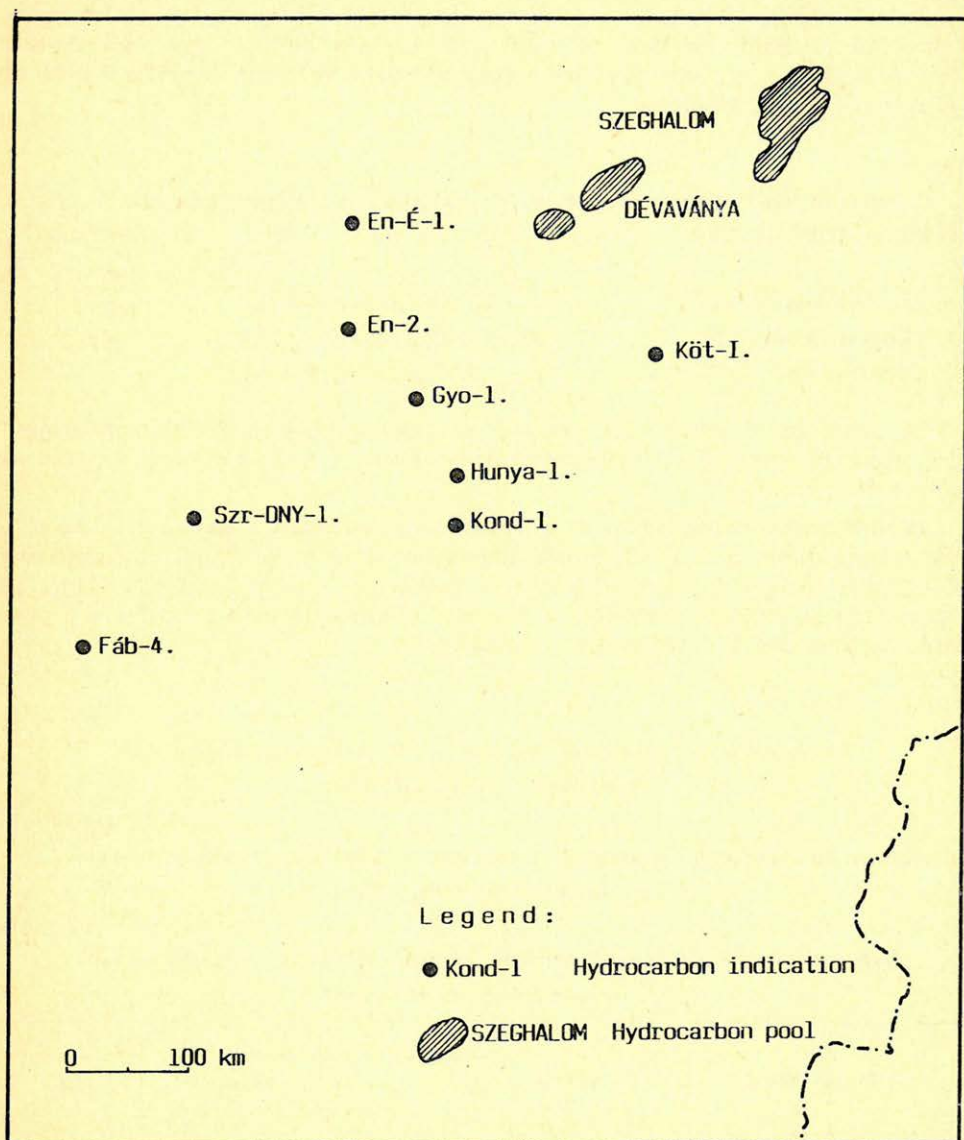 SZEGHALOM
DÉVAVÁNYA
En-É-1.
En-2.
Köt-I.
Gyo-1.
Hunya-1.
Szr-DNY-1.
Kond-1.
Fáb-4.
Legend:
Kond-1 Hydrocarbon indication
SZEGHALOM Hydrocarbon pool
0 100 km